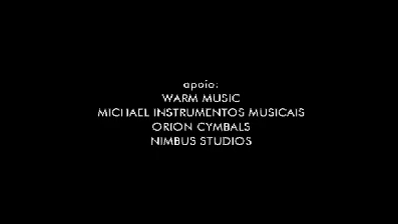 apoio:
WARM MUSIC
MICHAEL INSTRUMENTOS MUSICAIS
ORION CYMBALS
NIMBUS STUDIOS